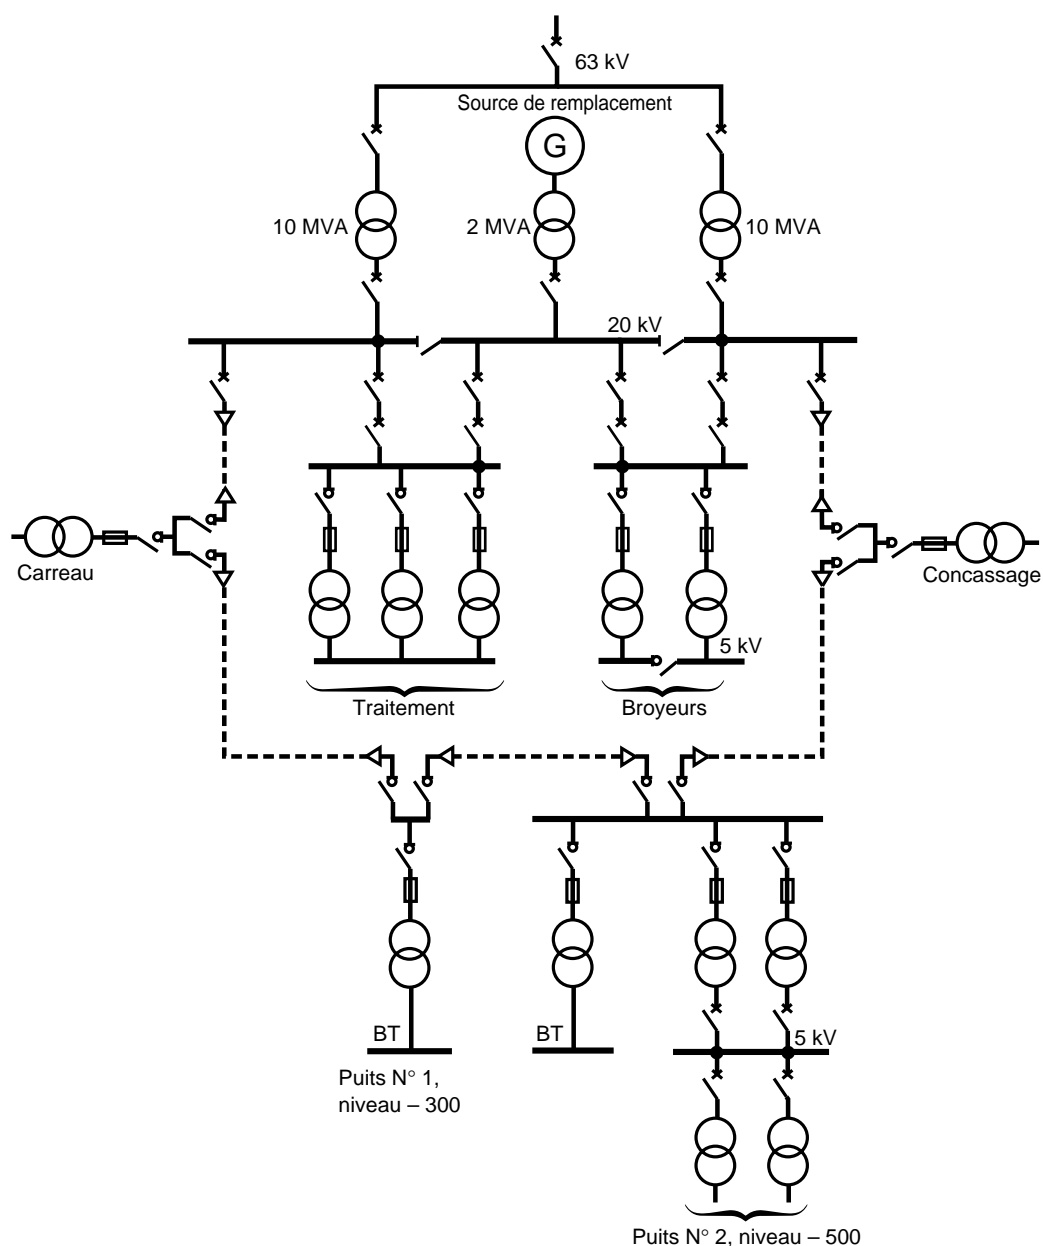 63 kV
Source de remplacement
G
10 MVA
2 MVA
10 MVA
20 kV
Carreau
Concassage
5 kV
Traitement
Broyeurs
BT
BT
5 kV
Puits N° 1,
niveau – 300
Puits N° 2, niveau – 500